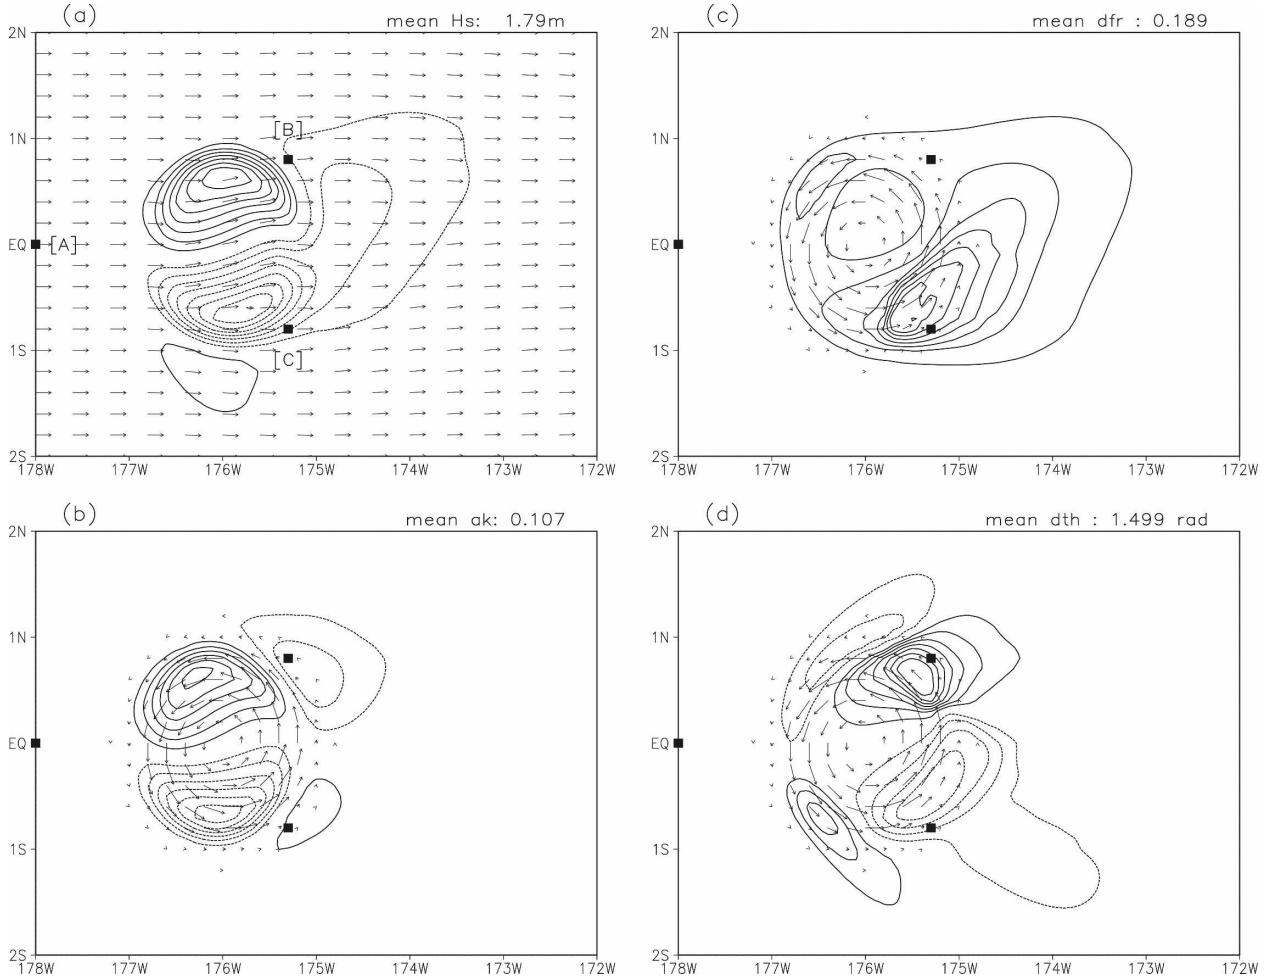 (a) mean Hs: 1.79m
2N
1N
[B]
EQ [A]
1S
[C]
2S
178W 177W 176W 175W 174W 173W 172W
(c) mean dfr : 0.189
2N
1N
EQ
1S
2S
178W 177W 176W 175W 174W 173W 172W
(b) mean ak: 0.107
2N
1N
EQ
1S
2S
178W 177W 176W 175W 174W 173W 172W
(d) mean dth : 1.499 rad
2N
1N
EQ
1S
2S
178W 177W 176W 175W 174W 173W 172W